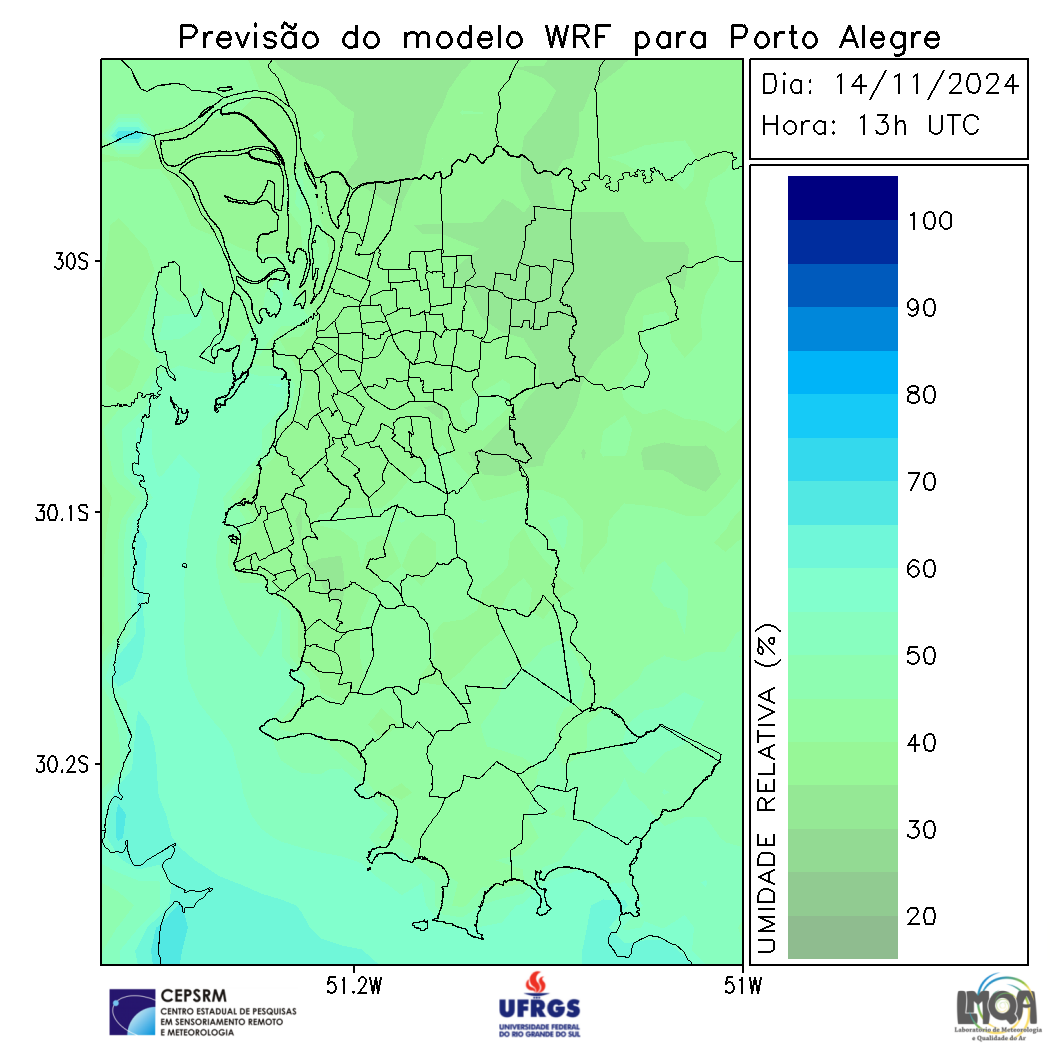 Previsão do modelo WRF para Porto Alegre
Dia: 14/11/2024
Hora: 13h UTC
100
90
80
70
60
50
40
30
20
UMIDADE RELATIVA (%)
30S
30.1S
30.2S
51.2W
51W
CEPSRM
CENTRO ESTADUAL DE PESQUISAS
EM SENSORIAMENTO REMOTO
E METEOROLOGIA
UFRGS
UNIVERSIDADE FEDERAL
DO RIO GRANDE DO SUL
LMQA
Laboratório de Meteorologia
e Qualidade do Ar